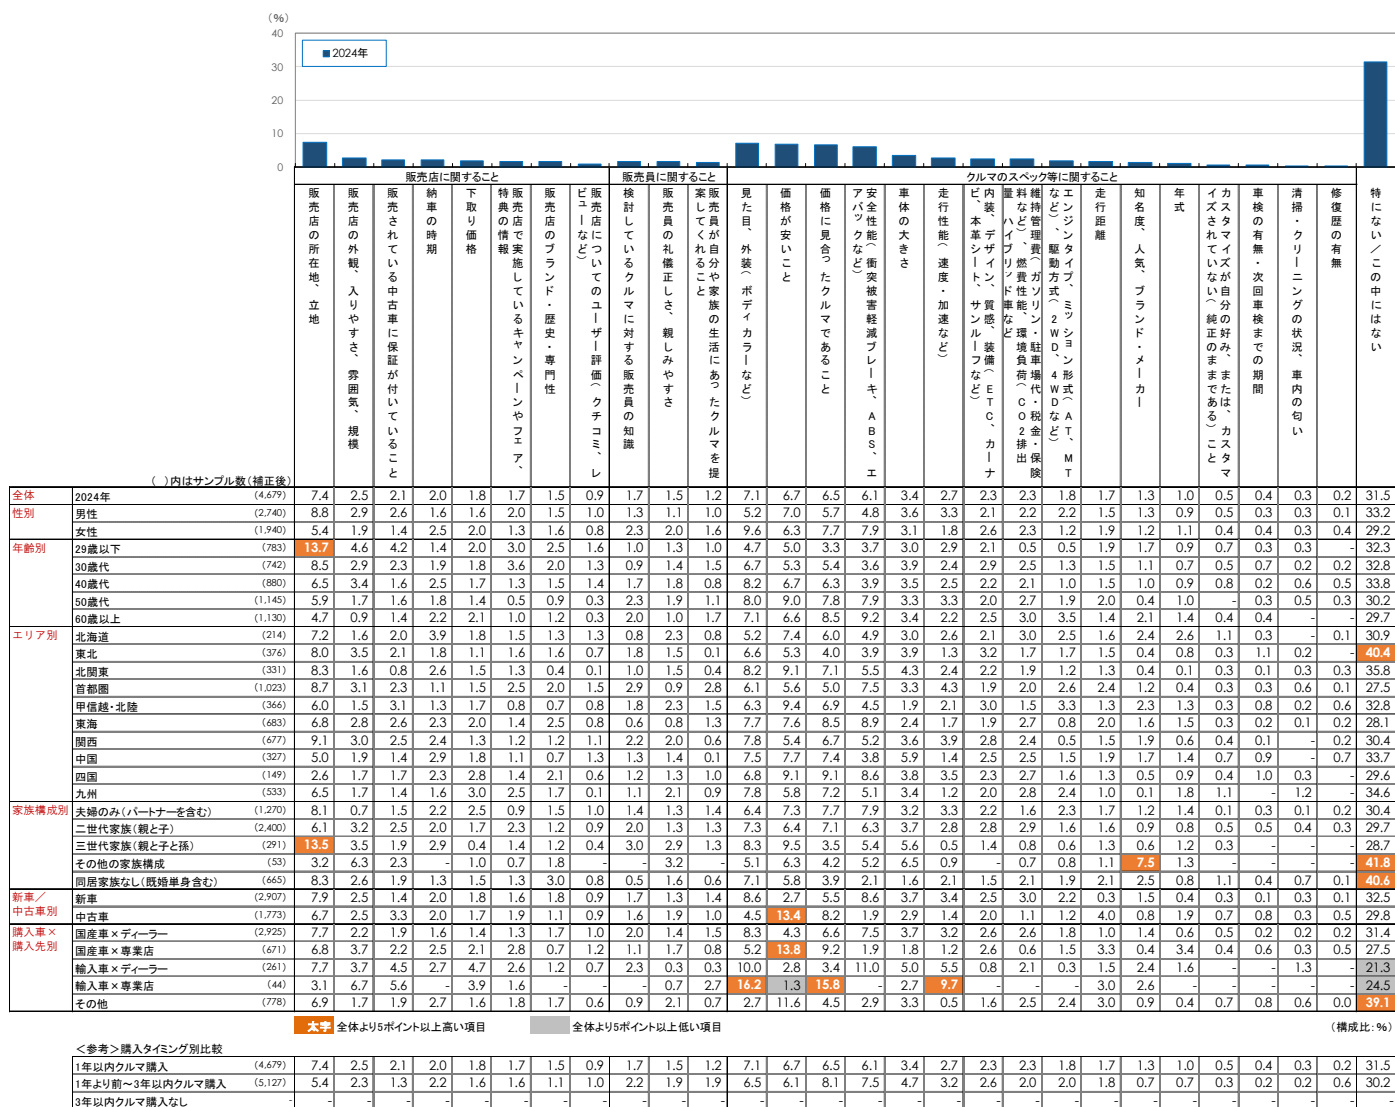 (%)
40
30
20
10
0
■2024年
販売店に関すること 販売員に関すること クルマのスペック等に関すること
販売店の所在地、立地
販売店の外観、入りやすさ、雰囲気、規模
販売されている中古車に保証が付いていること
納車の時期
下取り価格
販売店で実施しているキャンペーンやフェア、特典の情報
販売店のブランド・歴史・専門性
販売店についてのユーザー評価(クチコミ、レビューなど)
検討しているクルマに対する販売員の知識
販売員の礼儀正しさ、親しみやすさ
販売員が自分や家族の生活にあったクルマを提案してくれること
見た目、外装(ボディカラーなど)
価格が安いこと
価格に見合ったクルマであること
安全性能(衝突被害軽減ブレーキ、ABS、エアバックなど)
車体の大きさ
走行性能(速度・加速など)
内装、デザイン、質感、装備(ETC、カーナビ、本革シート、サンルーフなど)
維持管理費(ガソリン・駐車場代・税金・保険料など)、燃費性能、環境負荷(CO2排出量、ハイブリッド車など
エンジンタイプ、ミッション形式(AT、MTなど)、駆動方式(2WD、4WDなど)
走行距離
知名度、人気、ブランド・メーカー
年式
カスタマイズが自分の好み、または、カスタマイズされていない(純正のままである)こと
車検の有無・次回車検までの期間
清掃・クリーニングの状況、車内の匂い
修復歴の有無
特にない/この中にはない
( )内はサンプル数(補正後)
全体 2024年 (4,679) 7.4 2.5 2.1 2.0 1.8 1.7 1.5 0.9 1.7 1.5 1.2 7.1 6.7 6.5 6.1 3.4 2.7 2.3 2.3 1.8 1.7 1.3 1.0 0.5 0.4 0.3 0.2 31.5
性別 男性 (2,740) 8.8 2.9 2.6 1.6 1.6 2.0 1.5 1.0 1.3 1.1 1.0 5.2 7.0 5.7 4.8 3.6 3.3 2.1 2.2 2.2 1.5 1.3 0.9 0.5 0.3 0.3 0.1 33.2
女性 (1,940) 5.4 1.9 1.4 2.5 2.0 1.3 1.6 0.8 2.3 2.0 1.6 9.6 6.3 7.7 7.9 3.1 1.8 2.6 2.3 1.2 1.9 1.2 1.1 0.4 0.4 0.3 0.4 29.2
年齢別 29歳以下 (783) 13.7 4.6 4.2 1.4 2.0 3.0 2.5 1.6 1.0 1.3 1.0 4.7 5.0 3.3 3.7 3.0 2.9 2.1 0.5 0.5 1.9 1.7 0.9 0.7 0.3 0.3 - 32.3
30歳代 (742) 8.5 2.9 2.3 1.9 1.8 3.6 2.0 1.3 0.9 1.4 1.5 6.7 5.3 5.4 3.6 3.9 2.4 2.9 2.5 1.3 1.5 1.1 0.7 0.5 0.7 0.2 0.2 32.8
40歳代 (880) 6.5 3.4 1.6 2.5 1.7 1.3 1.5 1.4 1.7 1.8 0.8 8.2 6.7 6.3 3.9 3.5 2.5 2.2 2.1 1.0 1.5 1.0 0.9 0.8 0.2 0.6 0.5 33.8
50歳代 (1,145) 5.9 1.7 1.6 1.8 1.4 0.5 0.9 0.3 2.3 1.9 1.1 8.0 9.0 7.8 7.9 3.3 3.3 2.0 2.7 1.9 2.0 0.4 1.0 - 0.3 0.5 0.3 30.2
60歳以上 (1,130) 4.7 0.9 1.4 2.2 2.1 1.0 1.2 0.3 2.0 1.0 1.7 7.1 6.6 8.5 9.2 3.4 2.2 2.5 3.0 3.5 1.4 2.1 1.4 0.4 0.4 - - 29.7
エリア別 北海道 (214) 7.2 1.6 2.0 3.9 1.8 1.5 1.3 1.3 0.8 2.3 0.8 5.2 7.4 6.0 4.9 3.0 2.6 2.1 3.0 2.5 1.6 2.4 2.6 1.1 0.3 - 0.1 30.9
東北 (376) 8.0 3.5 2.1 1.8 1.1 1.6 1.6 0.7 1.8 1.5 0.1 6.6 5.3 4.0 3.9 3.9 1.3 3.2 1.7 1.7 1.5 0.4 0.8 0.3 1.1 0.2 - 40.4
北関東 (331) 8.3 1.6 0.8 2.6 1.5 1.3 0.4 0.1 1.0 1.5 0.4 8.2 9.1 7.1 5.5 4.3 2.4 2.2 1.9 1.2 1.3 0.4 0.1 0.3 0.1 0.3 0.3 35.8
首都圏 (1,023) 8.7 3.1 2.3 1.1 1.5 2.5 2.0 1.5 2.9 0.9 2.8 6.1 5.6 5.0 7.5 3.3 4.3 1.9 2.0 2.6 2.4 1.2 0.4 0.3 0.3 0.6 0.1 27.5
甲信越・北陸 (366) 6.0 1.5 3.1 1.3 1.7 0.8 0.7 0.8 1.8 2.3 1.5 6.3 9.4 6.9 4.5 1.9 2.1 3.0 1.5 3.3 1.3 2.3 1.3 0.3 0.8 0.2 0.6 32.8
東海 (683) 6.8 2.8 2.6 2.3 2.0 1.4 2.5 0.8 0.6 0.8 1.3 7.7 7.6 8.5 8.9 2.4 1.7 1.9 2.7 0.8 2.0 1.6 1.5 0.3 0.2 0.1 0.2 28.1
関西 (677) 9.1 3.0 2.5 2.4 1.3 1.2 1.2 1.1 2.2 2.0 0.6 7.8 5.4 6.7 5.2 3.6 3.9 2.8 2.4 0.5 1.5 1.9 0.6 0.4 0.1 - 0.2 30.4
中国 (327) 5.0 1.9 1.4 2.9 1.8 1.1 0.7 1.3 1.3 1.4 0.1 7.5 7.7 7.4 3.8 5.9 1.4 2.5 2.5 1.5 1.9 1.7 1.4 0.7 0.9 - 0.7 33.7
四国 (149) 2.6 1.7 1.7 2.3 2.8 1.4 2.1 0.6 1.2 1.3 1.0 6.8 9.1 9.1 8.6 3.8 3.5 2.3 2.7 1.6 1.3 0.5 0.9 0.4 1.0 0.3 - 29.6
九州 (533) 6.5 1.7 1.4 1.6 3.0 2.5 1.7 0.1 1.1 2.1 0.9 7.8 5.8 7.2 5.1 3.4 1.2 2.0 2.8 2.4 1.0 0.1 1.8 1.1 - 1.2 - 34.6
家族構成別 夫婦のみ(パートナーを含む) (1,270) 8.1 0.7 1.5 2.2 2.5 0.9 1.5 1.0 1.4 1.3 1.4 6.4 7.3 7.7 7.9 3.2 3.3 2.2 1.6 2.3 1.7 1.2 1.4 0.1 0.3 0.1 0.2 30.4
二世代家族(親と子) (2,400) 6.1 3.2 2.5 2.0 1.7 2.3 1.2 0.9 2.0 1.3 1.3 7.3 6.4 7.1 6.3 3.7 2.8 2.8 2.9 1.6 1.6 0.9 0.8 0.5 0.5 0.4 0.3 29.7
三世代家族(親と子と孫) (291) 13.5 3.5 1.9 2.9 0.4 1.4 1.2 0.4 3.0 2.9 1.3 8.3 9.5 3.5 5.4 5.6 0.5 1.4 0.8 0.6 1.3 0.6 1.2 0.3 - - - 28.7
その他の家族構成 (53) 3.2 6.3 2.3 - 1.0 0.7 1.8 - - 3.2 - 5.1 6.3 4.2 5.2 6.5 0.9 - 0.7 0.8 1.1 7.5 1.3 - - - - 41.8
同居家族なし(既婚単身含む) (665) 8.3 2.6 1.9 1.3 1.5 1.3 3.0 0.8 0.5 1.6 0.6 7.1 5.8 3.9 2.1 1.6 2.1 1.5 2.1 1.9 2.1 2.5 0.8 1.1 0.4 0.7 0.1 40.6
新車/中古車別 新車 (2,907) 7.9 2.5 1.4 2.0 1.8 1.6 1.8 0.9 1.7 1.3 1.4 8.6 2.7 5.5 8.6 3.7 3.4 2.5 3.0 2.2 0.3 1.5 0.4 0.3 0.1 0.3 0.1 32.5
中古車 (1,773) 6.7 2.5 3.3 2.0 1.7 1.9 1.1 0.9 1.6 1.9 1.0 4.5 13.4 8.2 1.9 2.9 1.4 2.0 1.1 1.2 4.0 0.8 1.9 0.7 0.8 0.3 0.5 29.8
購入車×購入先別 国産車×ディーラー (2,925) 7.7 2.2 1.9 1.6 1.4 1.3 1.7 1.0 2.0 1.4 1.5 8.3 4.3 6.6 7.5 3.7 3.2 2.6 2.6 1.8 1.0 1.4 0.6 0.5 0.2 0.2 0.2 31.4
国産車×専業店 (671) 6.8 3.7 2.2 2.5 2.1 2.8 0.7 1.2 1.1 1.7 0.8 5.2 13.8 9.2 1.9 1.8 1.2 2.6 0.6 1.5 3.3 0.4 3.4 0.4 0.6 0.3 0.5 27.5
輸入車×ディーラー (261) 7.7 3.7 4.5 2.7 4.7 2.6 1.2 0.7 2.3 0.3 0.3 10.0 2.8 3.4 11.0 5.0 5.5 0.8 2.1 0.3 1.5 2.4 1.6 - - 1.3 - 21.3
輸入車×専業店 (44) 3.1 6.7 5.6 - 3.9 1.6 - - - 0.7 2.7 16.2 1.3 15.8 - 2.7 9.7 - - - 3.0 2.6 - - - - - 24.5
その他 (778) 6.9 1.7 1.9 2.7 1.6 1.8 1.7 0.6 0.9 2.1 0.7 2.7 11.6 4.5 2.9 3.3 0.5 1.6 2.5 2.4 3.0 0.9 0.4 0.7 0.8 0.6 0.0 39.1
太字 全体より5ポイント以上高い項目 全体より5ポイント以上低い項目 (構成比:%)
<参考>購入タイミング別比較
1年以内クルマ購入 (4,679) 7.4 2.5 2.1 2.0 1.8 1.7 1.5 0.9 1.7 1.5 1.2 7.1 6.7 6.5 6.1 3.4 2.7 2.3 2.3 1.8 1.7 1.3 1.0 0.5 0.4 0.3 0.2 31.5
1年より前~3年以内クルマ購入 (5,127) 5.4 2.3 1.3 2.2 1.6 1.6 1.1 1.0 2.2 1.9 1.9 6.5 6.1 8.1 7.5 4.7 3.2 2.6 2.0 2.0 1.8 0.7 0.7 0.3 0.2 0.2 0.6 30.2
3年以内クルマ購入なし - - - - - - - - - - - - - - - - - - - - - - - - - - - - -